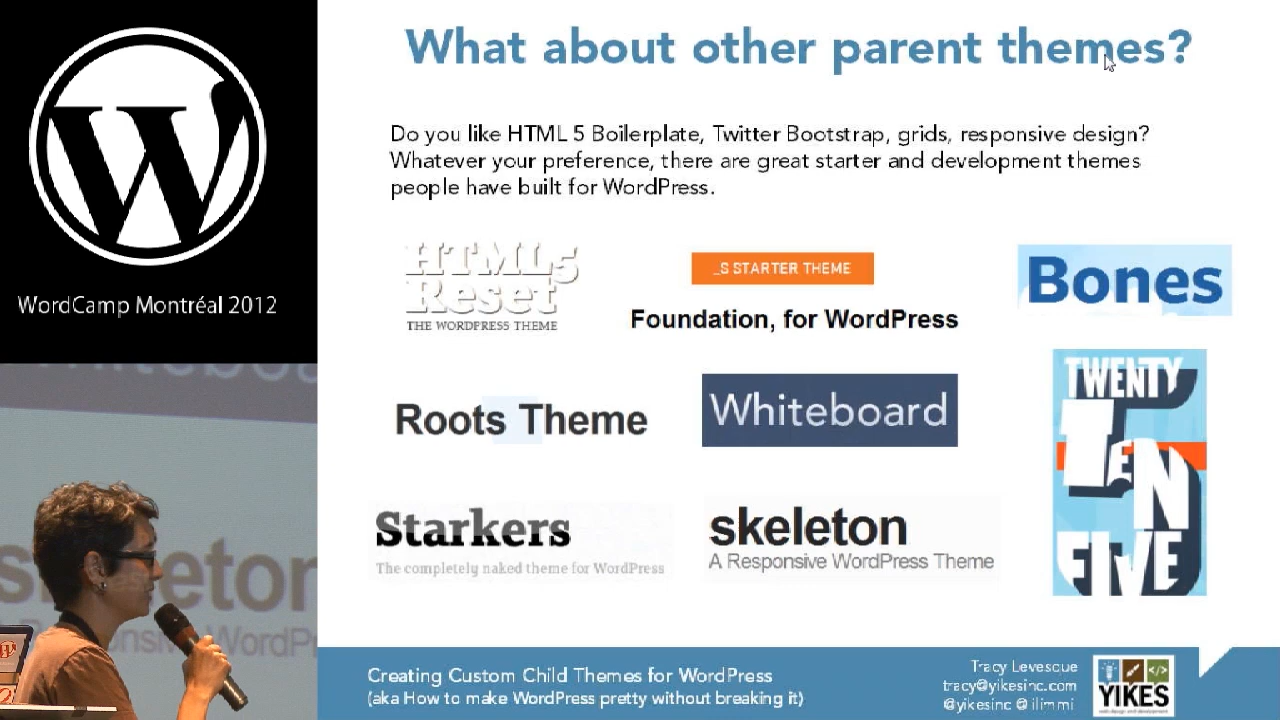 WordCamp Montréal 2012
What about other parent themes?
Do you like HTML 5 Boilerplate, Twitter Bootstrap, grids, responsive design?
Whatever your preference, there are great starter and development themes
people have built for WordPress.
HTML5
Reset
THE WORDPRESS THEME
_S STARTER THEME
Foundation, for WordPress
Bones
Roots Theme
Whiteboard
TWENTY
TEN
FIVE
Starkers
The completely naked theme for WordPress
skeleton
A Responsive WordPress Theme
Creating Custom Child Themes for WordPress
(aka How to make WordPress pretty without breaking it)
Tracy Levesque
tracy@yikesinc.com
@yikesinc @ilimmi
YIKES